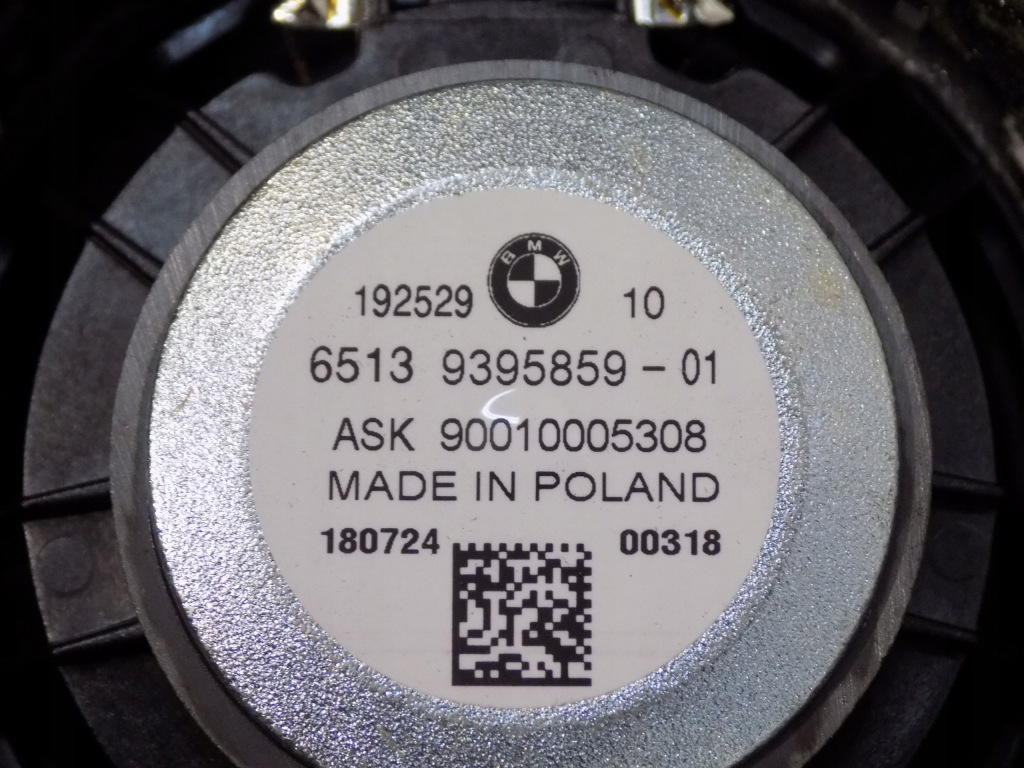 BMW
192529 10
6513 9395859 - 01
ASK 90010005308
MADE IN POLAND
180724 00318